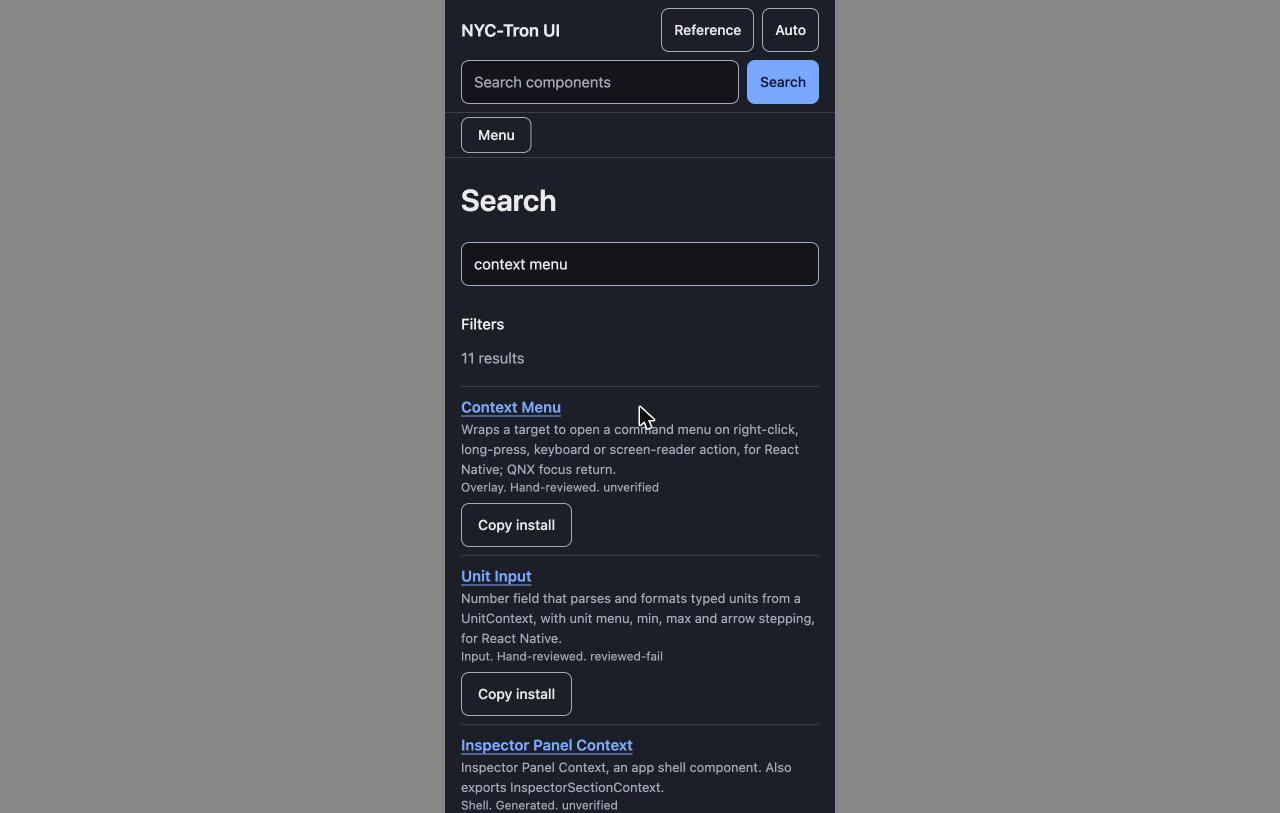 NYC-Tron UI
Reference
Auto
Search components
Search
Menu
Search
context menu
Filters
11 results
Context Menu
Wraps a target to open a command menu on right-click,
long-press, keyboard or screen-reader action, for React
Native; QNX focus return.
Overlay. Hand-reviewed. unverified
Copy install
Unit Input
Number field that parses and formats typed units from a
UnitContext, with unit menu, min, max and arrow stepping,
for React Native.
Input. Hand-reviewed. reviewed-fail
Copy install
Inspector Panel Context
Inspector Panel Context, an app shell component. Also
exports InspectorSectionContext.
Shell. Generated. unverified